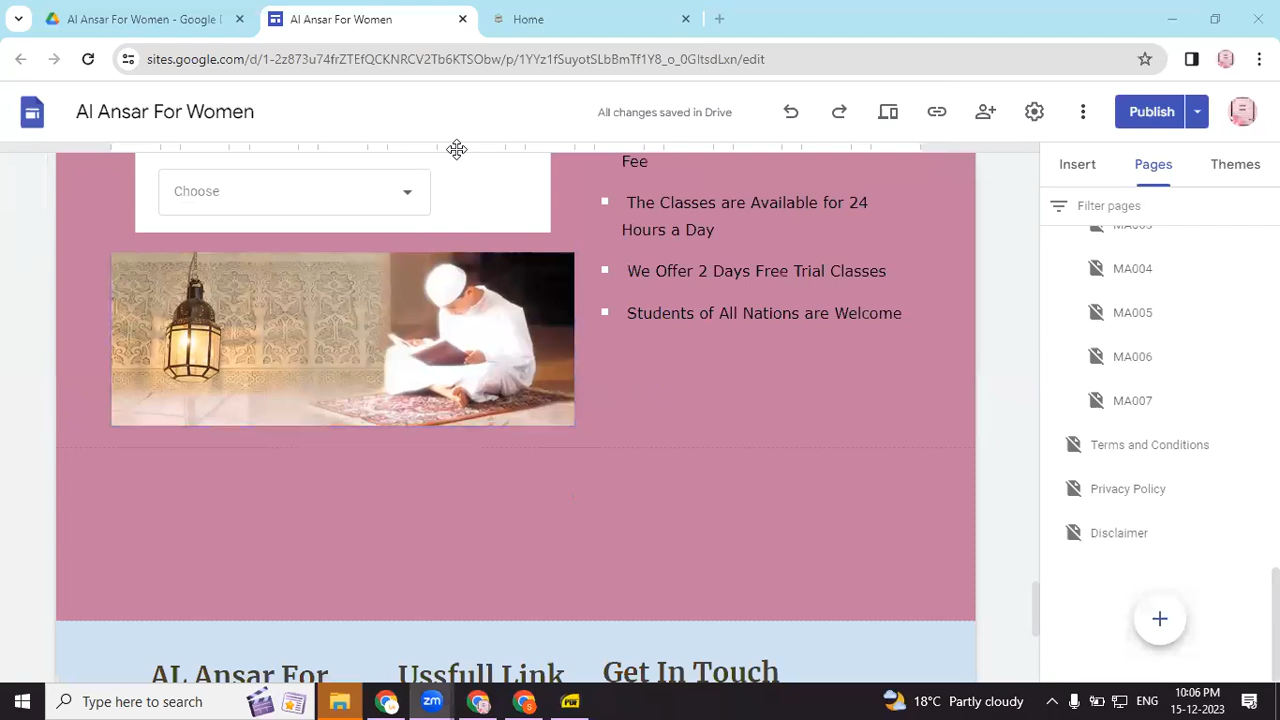 Al Ansar For Women - Google
Al Ansar For Women
Home
sites.google.com/d/1-2z873u74frZTEfQCKNRCV2Tb6KTSObm/p/1YYz1fSuyotSLbBmTf1Y8_o_0GltsdLxn/edit
Al Ansar For Women
All changes saved in Drive
Publish
Insert
Pages
Themes
Filter pages
Fee
Choose
The Classes are Available for 24
Hours a Day
We Offer 2 Days Free Trial Classes
Students of All Nations are Welcome
MA003
MA004
MA005
MA006
MA007
Terms and Conditions
Privacy Policy
Disclaimer
AL Ansar For
Ussfull Link
Get In Touch
Type here to search
zm
18°C Partly cloudy
ENG
10:06 PM
15-12-2023